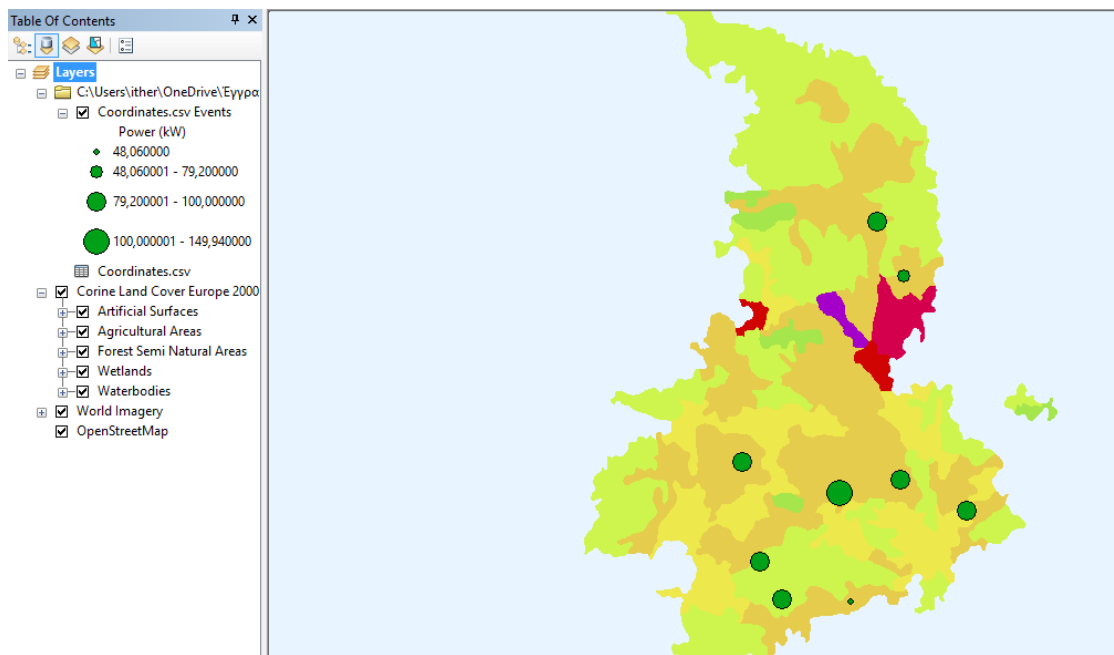 Table Of Contents
Layers
C:\Users\ither\OneDrive\Έγγρα
Coordinates.csv Events
Power (kW)
48,060000
48,060001 - 79,200000
79,200001 - 100,000000
100,000001 - 149,940000
Coordinates.csv
Corine Land Cover Europe 2000
Artificial Surfaces
Agricultural Areas
Forest Semi Natural Areas
Wetlands
Waterbodies
World Imagery
OpenStreetMap